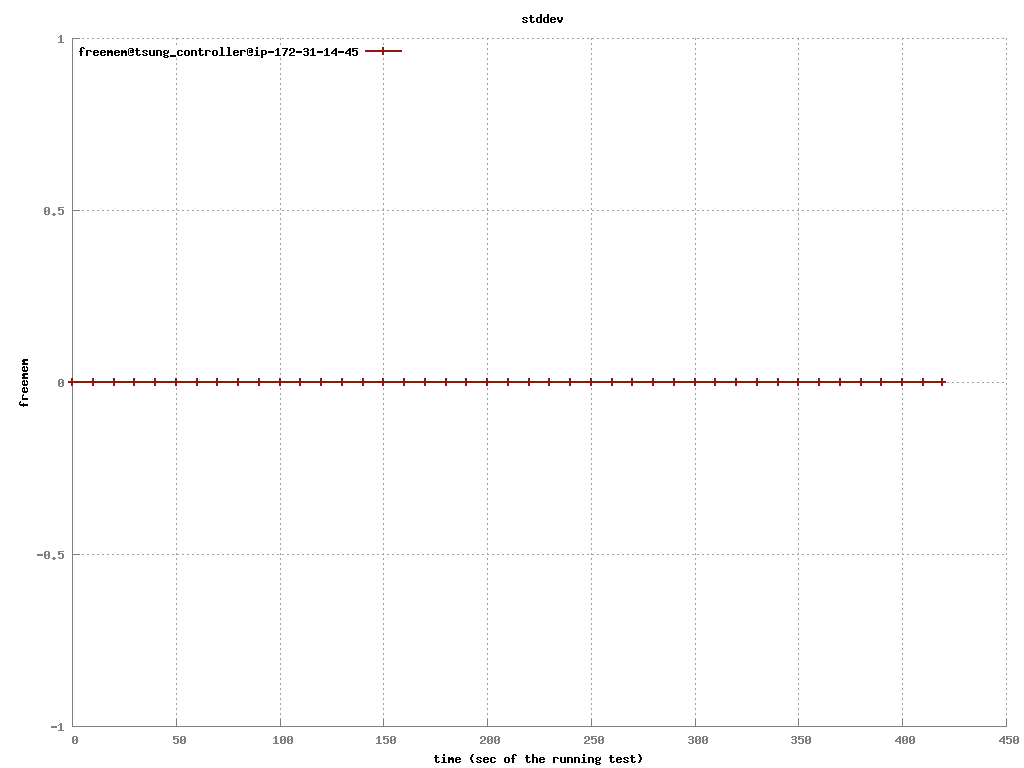 stddev
freemem@tsung_controller@ip-172-31-14-45
1
0.5
0
-0.5
-1
freemem
0 50 100 150 200 250 300 350 400 450
time (sec of the running test)